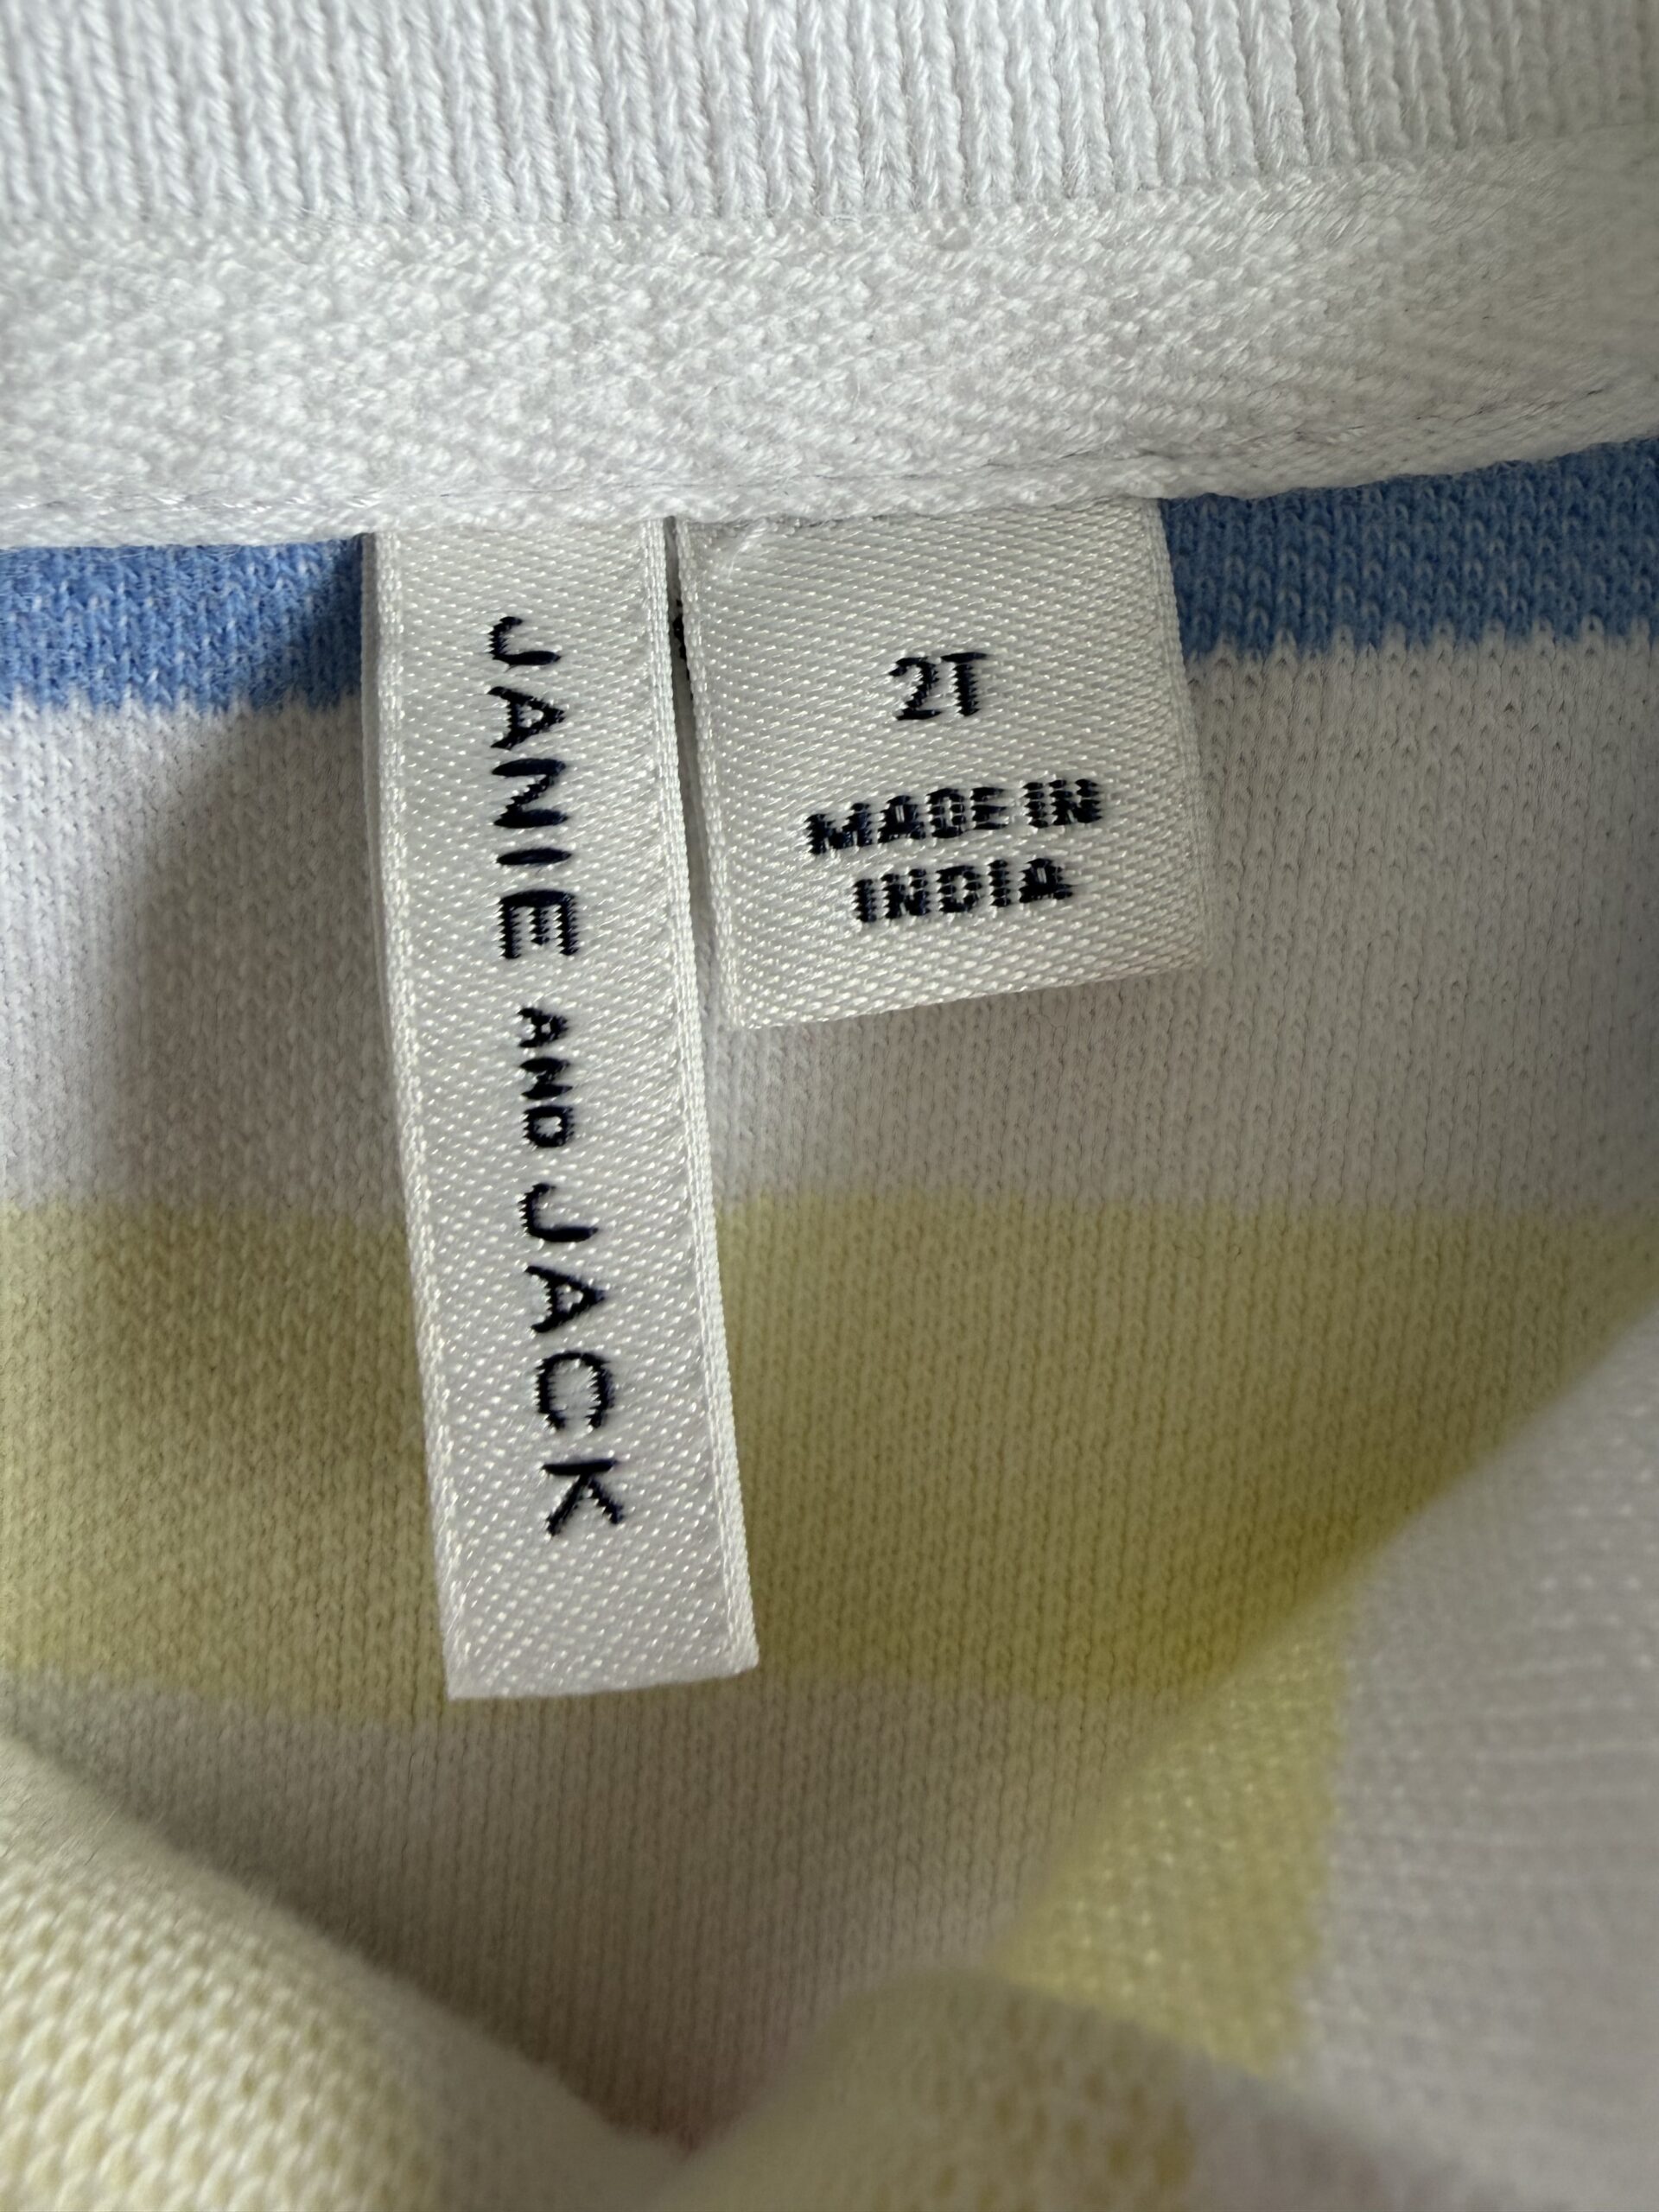 JANIE AND JACK
2T
MADE IN
INDIA